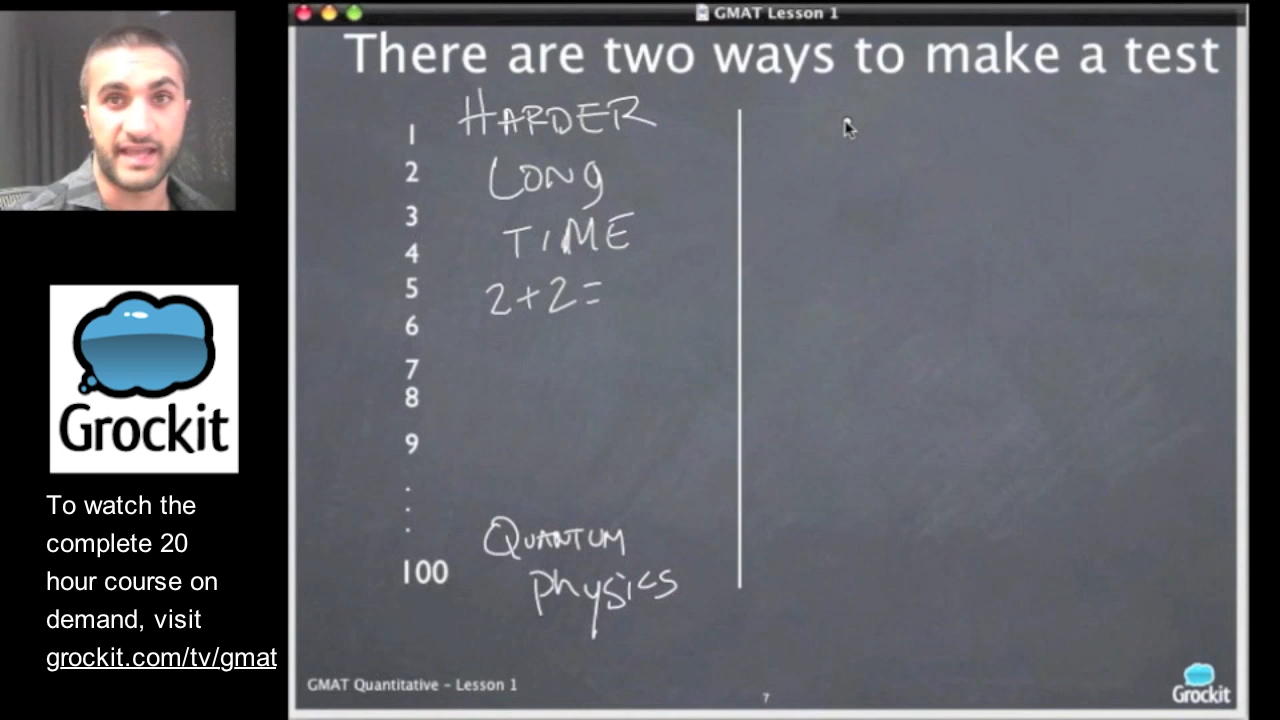 GMAT Lesson 1
There are two ways to make a test
1
HARDER
2
LONG
3
TIME
4
5
2+2=
6
7
8
9
.
.
.
QUANTUM
100
Physics
GMAT Quantitative – Lesson 1
7
Grockit
Grockit
To watch the
complete 20
hour course on
demand, visit
grockit.com/tv/gmat